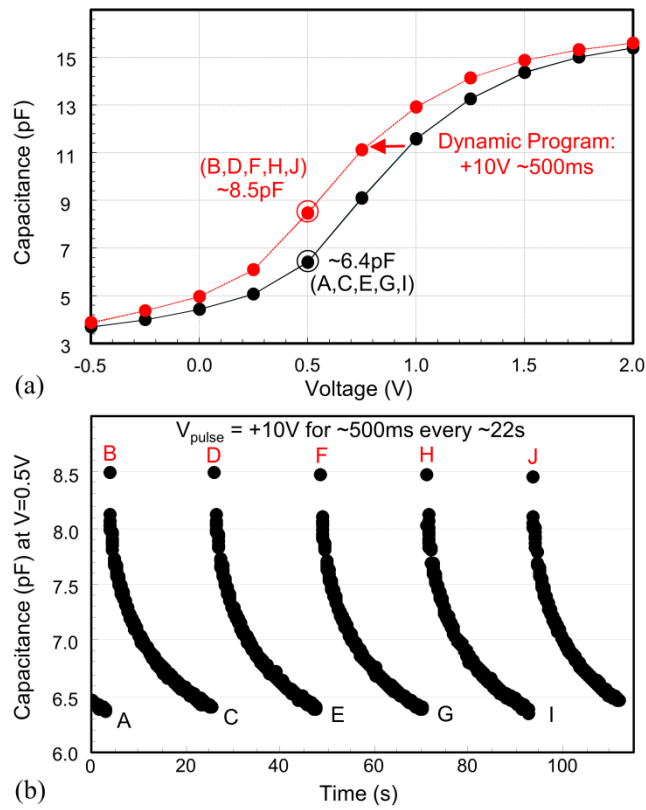 15
13
11
9
7
5
3
Capacitance (pF)
(B,D,F,H,J)
~8.5pF
Dynamic Program:
+10V ~500ms
~6.4pF
(A,C,E,G,I)
-0.5 0.0 0.5 1.0 1.5 2.0
(a)
Voltage (V)
V_pulse = +10V for ~500ms every ~22s
B D F H J
8.5
8.0
7.5
7.0
6.5
6.0
Capacitance (pF) at V=0.5V
A C E G I
0 20 40 60 80 100
(b)
Time (s)